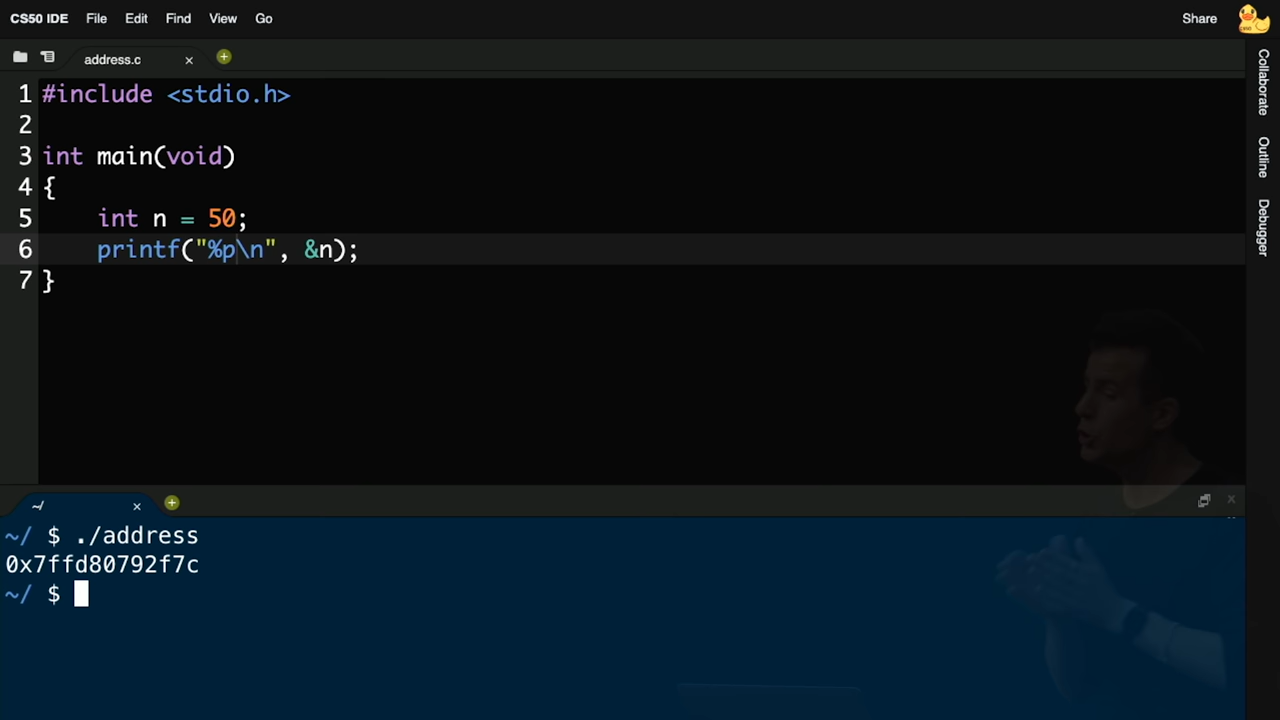 CS50 IDE File Edit Find View Go Share
address.c
1 #include <stdio.h>
2
3 int main(void)
4 {
5     int n = 50;
6     printf("%p\n", &n);
7 }
Collaborate
Outline
Debugger
~/
~/ $ ./address
0x7ffd80792f7c
~/ $